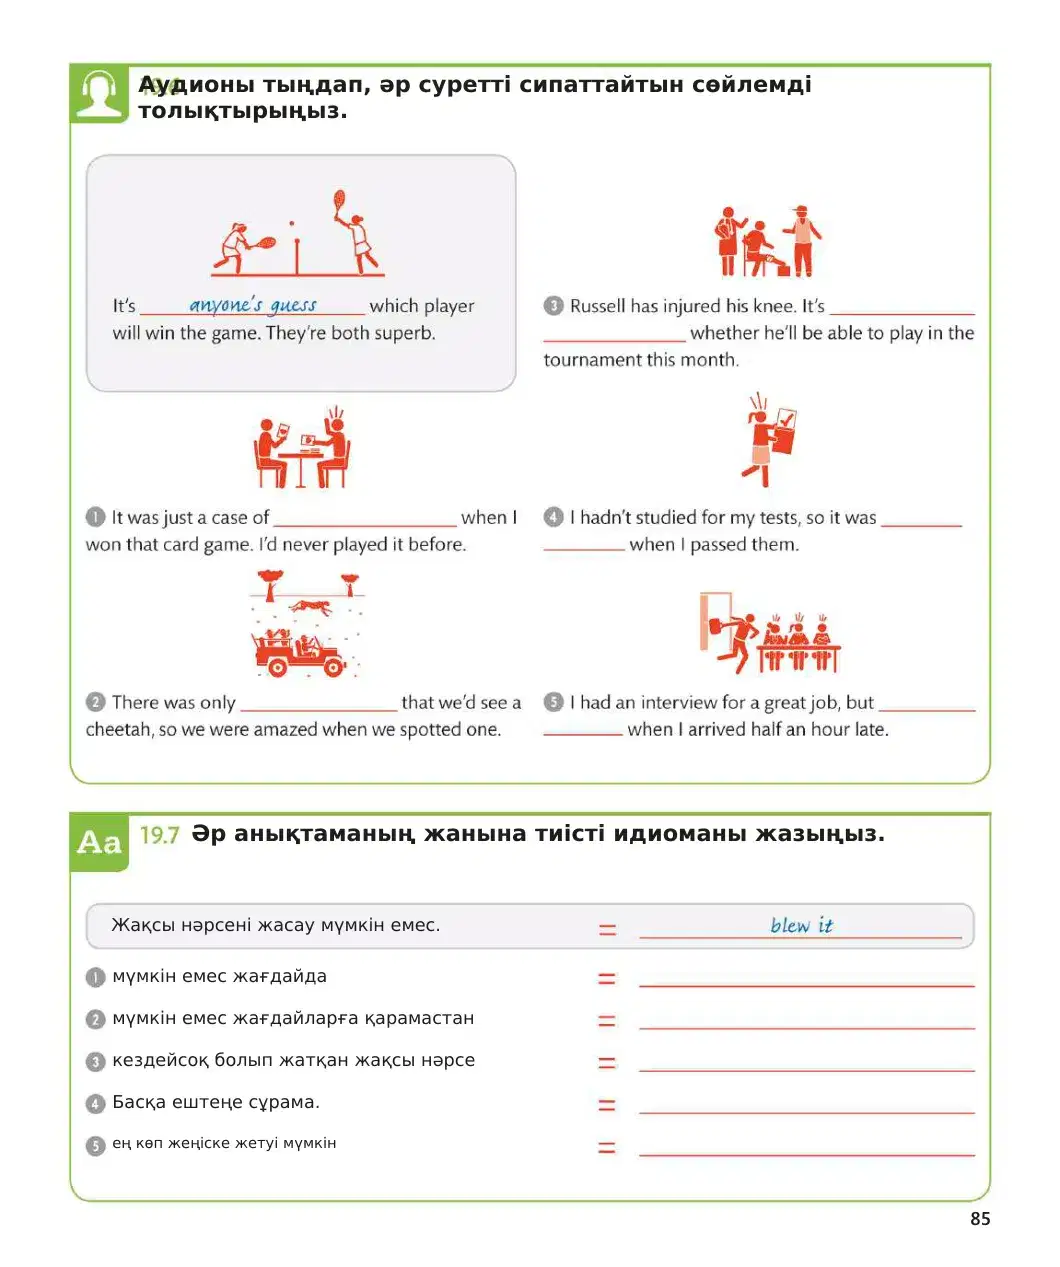 Аудионы тыңдап, әр суретті сипаттайтын сөйлемді
толықтырыңыз.
It's anyone's guess which player
will win the game. They're both superb.
3 Russell has injured his knee. It's
whether he'll be able to play in the
tournament this month.
1 It was just a case of when I
won that card game. I'd never played it before.
4 I hadn't studied for my tests, so it was
when I passed them.
2 There was only that we'd see a
cheetah, so we were amazed when we spotted one.
5 I had an interview for a great job, but
when I arrived half an hour late.
Aa 19.7 Әр анықтаманың жанына тиісті идиоманы жазыңыз.
Жақсы нәрсені жасау мүмкін емес. = blew it
1 мүмкін емес жағдайда =
2 мүмкін емес жағдайларға қарамастан =
3 кездейсоқ болып жатқан жақсы нәрсе =
4 Басқа ештеңе сұрама. =
5 ең көп жеңіске жетуі мүмкін =
85